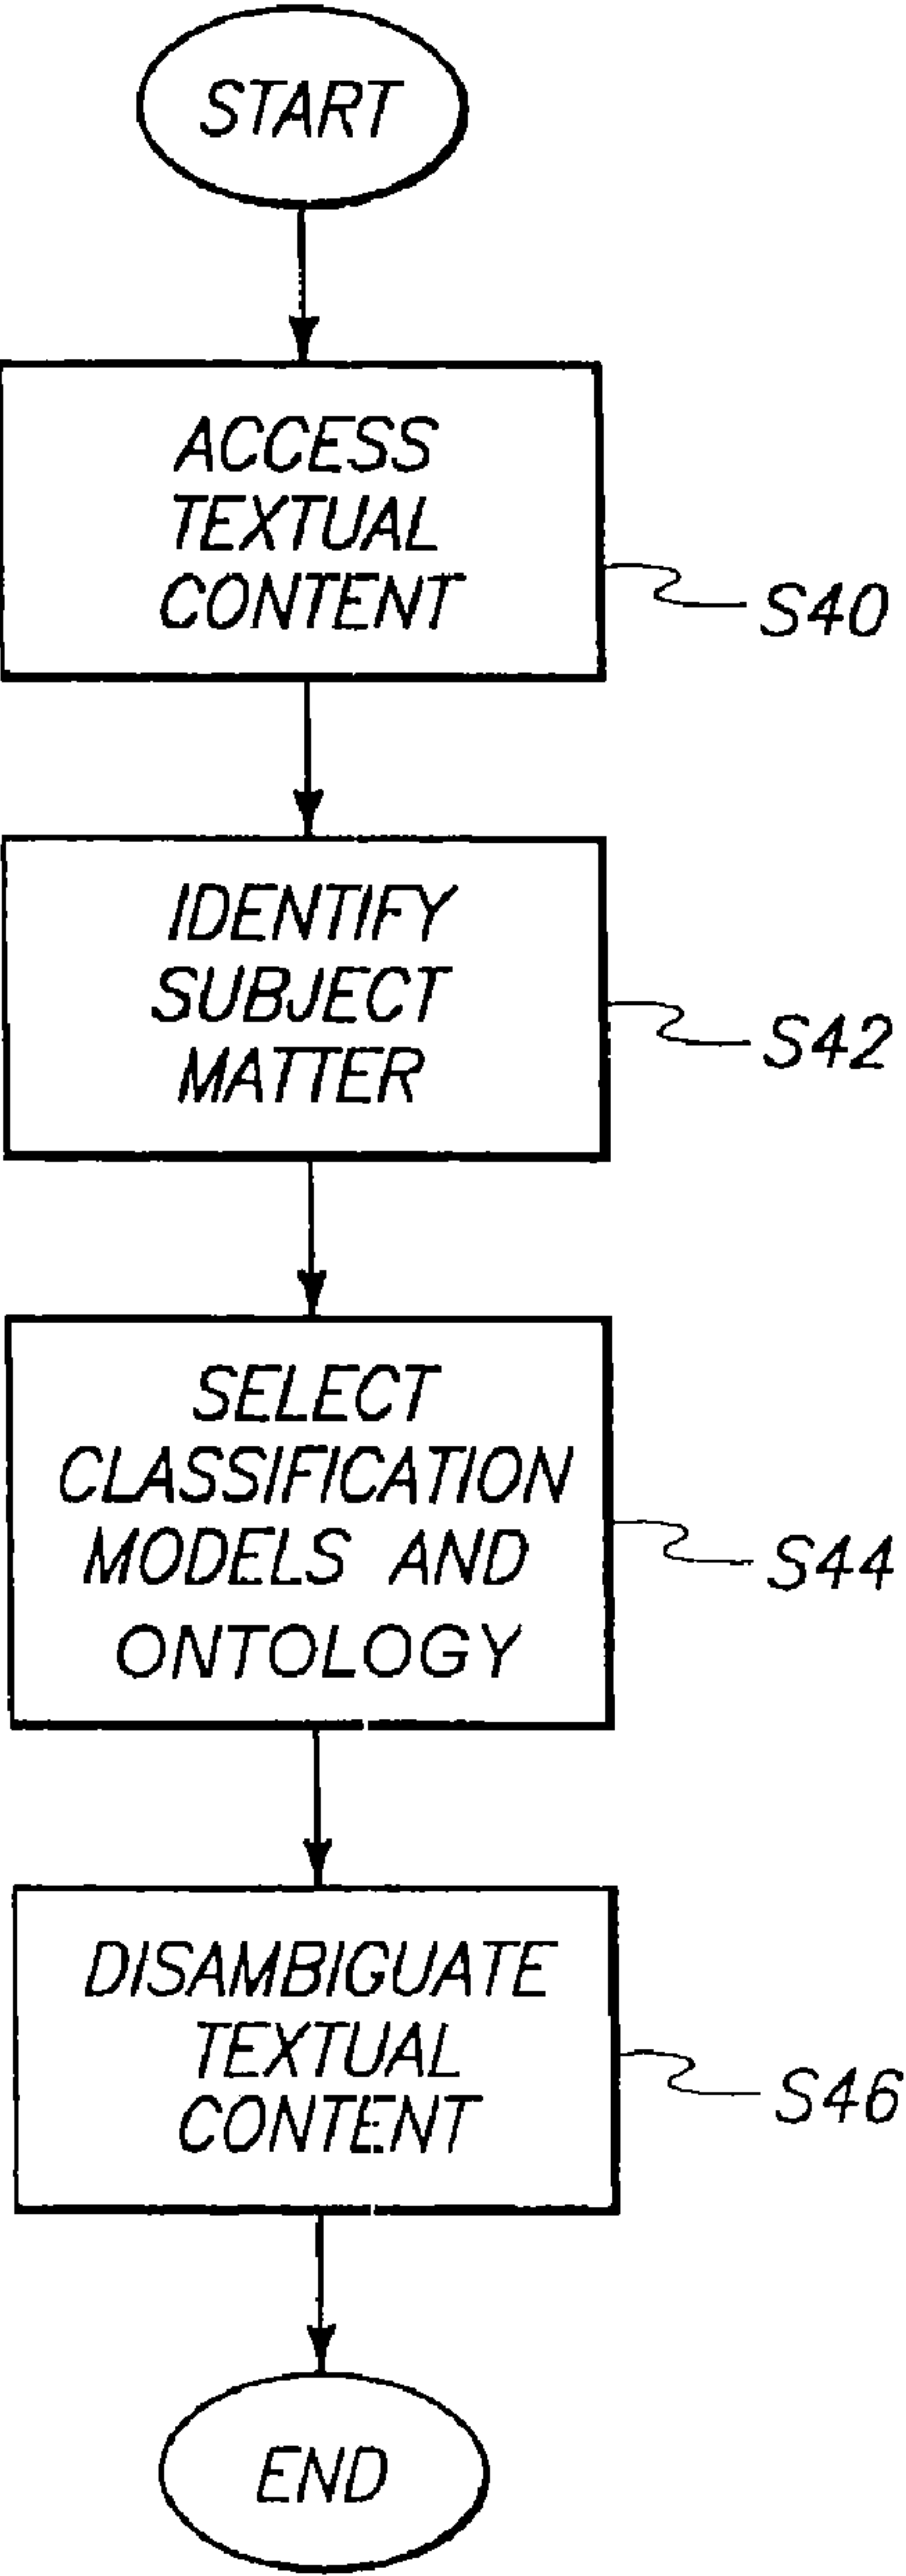 START
ACCESS
TEXTUAL
CONTENT
S40
IDENTIFY
SUBJECT
MATTER
S42
SELECT
CLASSIFICATION
MODELS AND
ONTOLOGY
S44
DISAMBIGUATE
TEXTUAL
CONTENT
S46
END